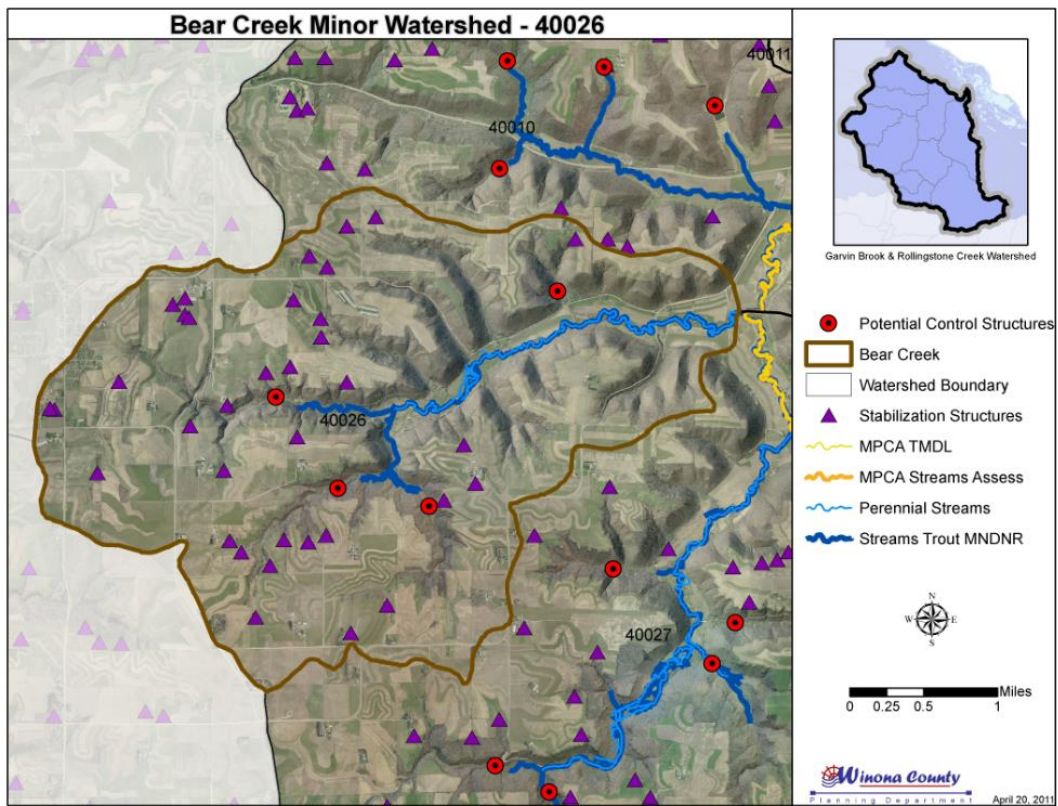 Bear Creek Minor Watershed - 40026
40011
40010
40026
40027
Garvin Brook & Rollingstone Creek Watershed
Potential Control Structures
Bear Creek
Watershed Boundary
Stabilization Structures
MPCA TMDL
MPCA Streams Assess
Perennial Streams
Streams Trout MNDNR
N
W E
S
Miles
0 0.25 0.5 1
Winona County
Planning Department
April 20, 2011